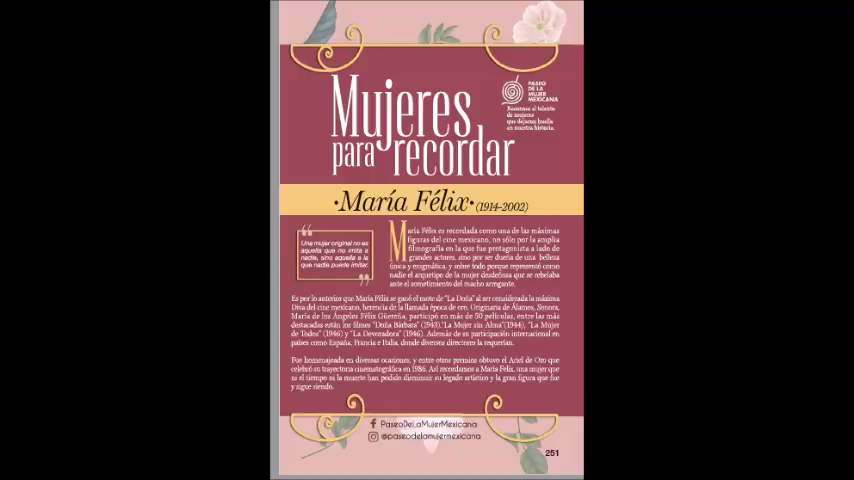 Mujeres
para recordar
PASEO
DE LA
MUJER
MEXICANA
Reconoce el talento
de mujeres
que dejaron huella
en nuestra historia.
•María Félix• (1914-2002)
"
Una mujer original no es
aquella que no imita a
nadie, sino aquella a la
que nadie puede imitar.
"
María Félix es recordada como una de las máximas
figuras del cine mexicano, no sólo por la amplia
filmografía en la que fue protagonista a lado de
grandes actores, sino por ser dueña de una belleza
única y enigmática, y sobre todo porque representó como
nadie el arquetipo de la mujer desdeñosa que se rebelaba
ante el sometimiento del macho arrogante.
Es por lo anterior que María Félix se ganó el mote de "La Doña" al ser considerada la máxima
Diva del cine mexicano, herencia de la llamada época de oro. Originaria de Álamos, Sonora,
María de los Ángeles Félix Güereña, participó en más de 50 películas, entre las más
destacadas están los filmes "Doña Bárbara" (1943),"La Mujer sin Alma"(1944), "La Mujer
de Todos" (1946) y "La Devoradora" (1946). Además de su participación internacional en
países como España, Francia e Italia, donde diversos directores la requerían.
Fue homenajeada en diversas ocasiones, y entre otros premios obtuvo el Ariel de Oro que
celebró su trayectoria cinematográfica en 1986. Así recordamos a María Félix, una mujer que
ni el tiempo ni la muerte han podido disminuir su legado artístico y la gran figura que fue
y sigue siendo.
PaseoDeLaMujerMexicana
@paseodelamujermexicana
251